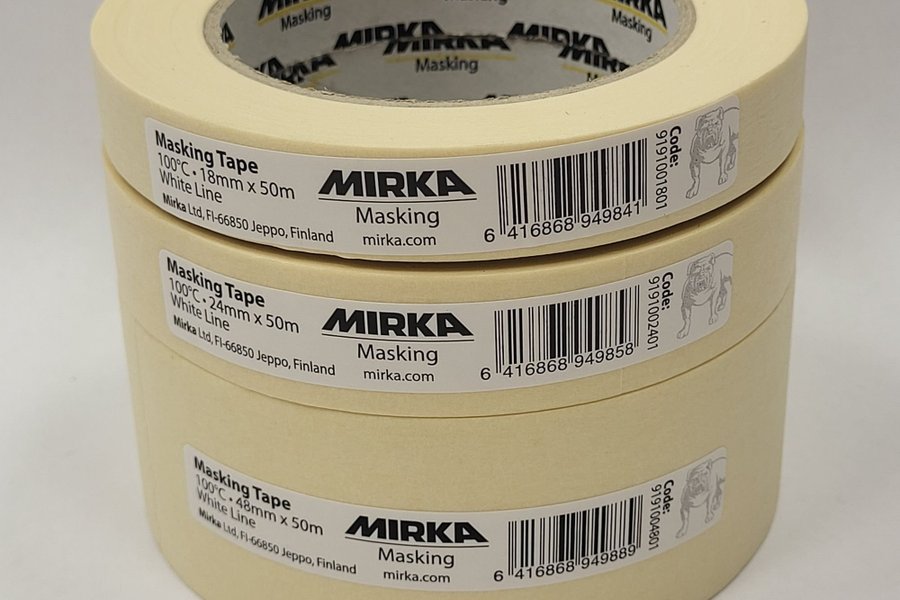 MIRKA
Masking
Masking
MIRKA
Masking
Masking Tape
100°C • 18mm x 50m
White Line
Mirka Ltd, FI-66850 Jeppo, Finland
MIRKA
Masking
mirka.com
6 416868 949841
Code:
9191001801
Masking Tape
100°C • 24mm x 50m
White Line
Mirka Ltd, FI-66850 Jeppo, Finland
MIRKA
Masking
mirka.com
6 416868 949858
Code:
9191002401
Masking Tape
100°C • 48mm x 50m
White Line
Mirka Ltd, FI-66850 Jeppo, Finland
MIRKA
Masking
mirka.com
6 416868 949889
Code:
9191004801